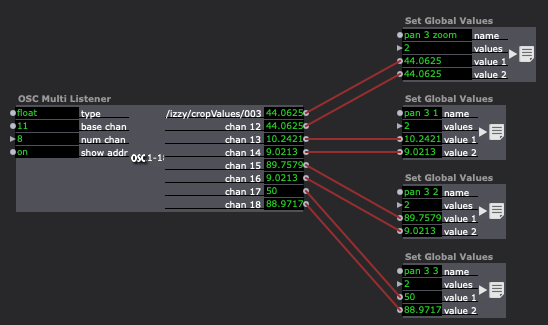 Set Global Values
pan 3 zoom name
2 values
44.0625 value 1
44.0625 value 2
OSC Multi Listener
float type /izzy/cropValues/003 44.0625
11 base chan chan 12 44.0625
8 num chan chan 13 10.2421
on show addr chan 14 9.0213
OSC 1-18
chan 15 89.7579
chan 16 9.0213
chan 17 50
chan 18 88.9717
Set Global Values
pan 3 1 name
2 values
10.2421 value 1
9.0213 value 2
Set Global Values
pan 3 2 name
2 values
89.7579 value 1
9.0213 value 2
Set Global Values
pan 3 3 name
2 values
50 value 1
88.9717 value 2